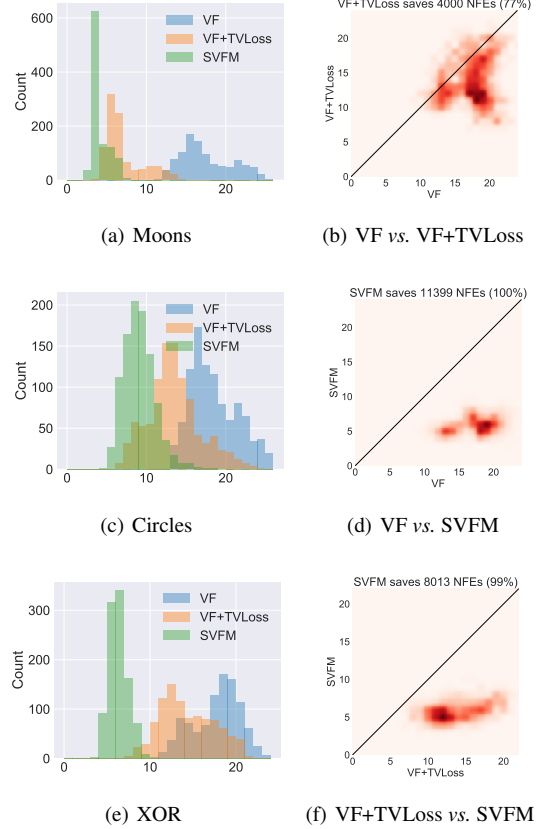 600
400
200
0
Count
0
10
20
VF
VF+TVLoss
SVFM
(a) Moons
VF+TVLoss saves 4000 NFEs (77%)
20
15
10
5
0
VF+TVLoss
0
5
10
15
20
VF
(b) VF vs. VF+TVLoss
200
150
100
50
0
Count
0
10
20
VF
VF+TVLoss
SVFM
(c) Circles
SVFM saves 11399 NFEs (100%)
20
15
10
5
0
SVFM
0
5
10
15
20
VF
(d) VF vs. SVFM
300
200
100
0
Count
0
10
20
VF
VF+TVLoss
SVFM
(e) XOR
SVFM saves 8013 NFEs (99%)
20
15
10
5
0
SVFM
0
5
10
15
20
VF+TVLoss
(f) VF+TVLoss vs. SVFM